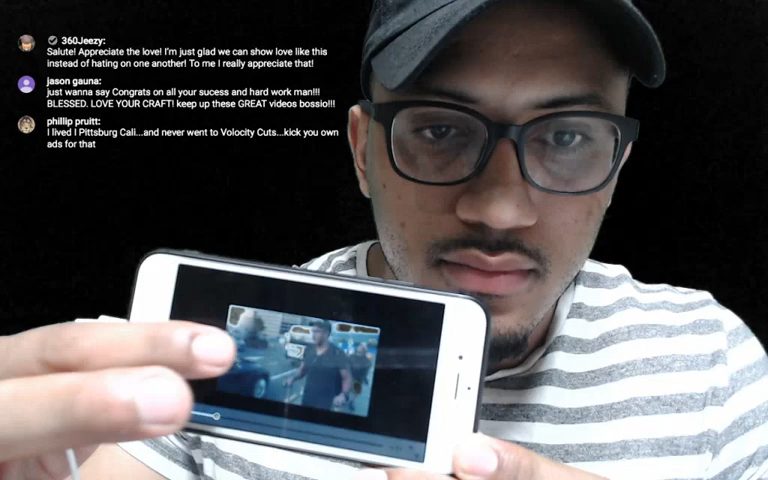 360Jeezy:
Salute! Appreciate the love! I'm just glad we can show love like this
instead of hating on one another! To me I really appreciate that!
jason gauna:
just wanna say Congrats on all your sucess and hard work man!!!
BLESSED. LOVE YOUR CRAFT! keep up these GREAT videos bossio!!!
phillip pruitt:
I lived I Pittsburg Cali...and never went to Volocity Cuts...kick you own
ads for that